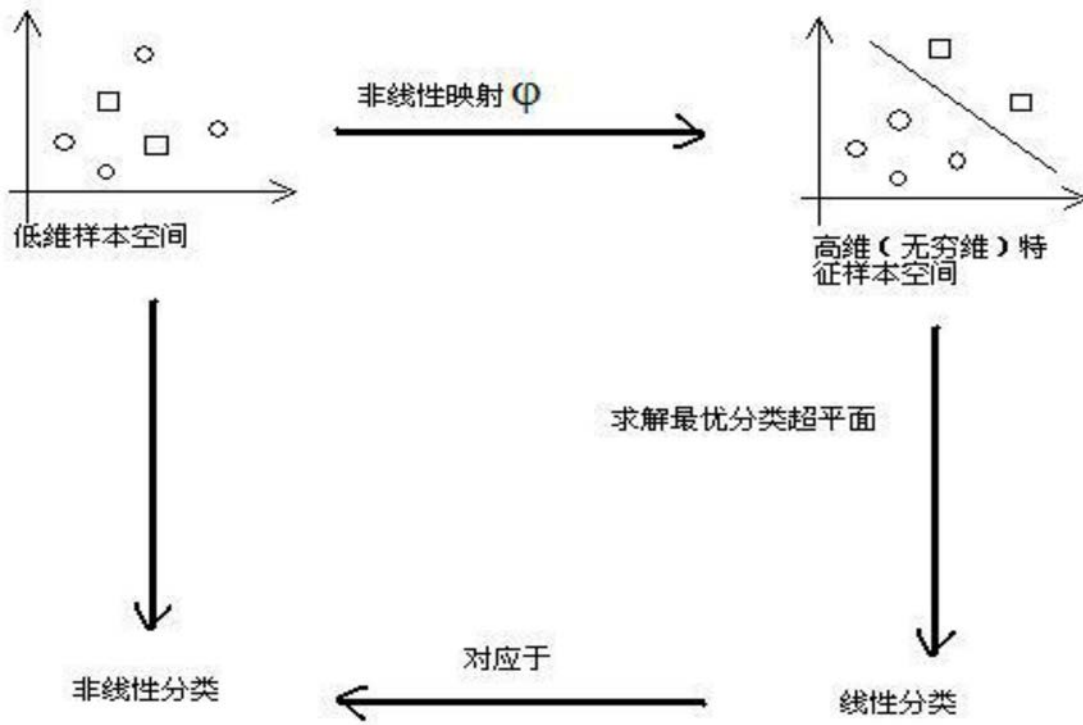 非线性映射 φ
低維样本空间
高維（无穷维）特
征样本空间
求解最优分类超平面
对应于
非线性分类
线性分类